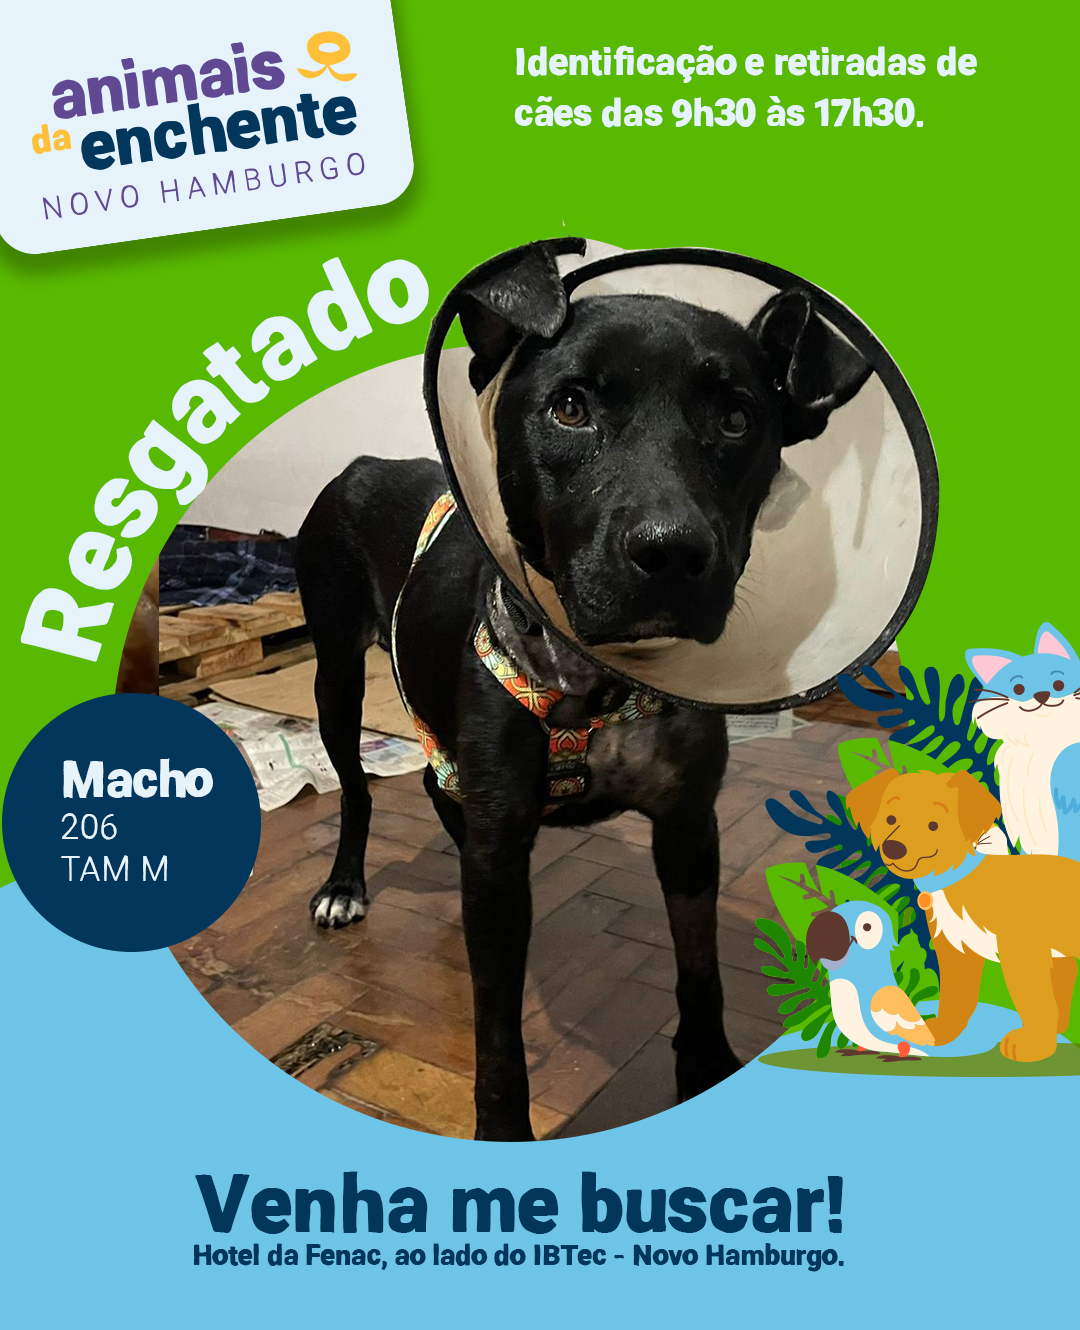 animais
da enchente
NOVO HAMBURGO
Identificação e retiradas de
cães das 9h30 às 17h30.
Resgatado
Macho
206
TAM M
Venha me buscar!
Hotel da Fenac, ao lado do IBTec - Novo Hamburgo.